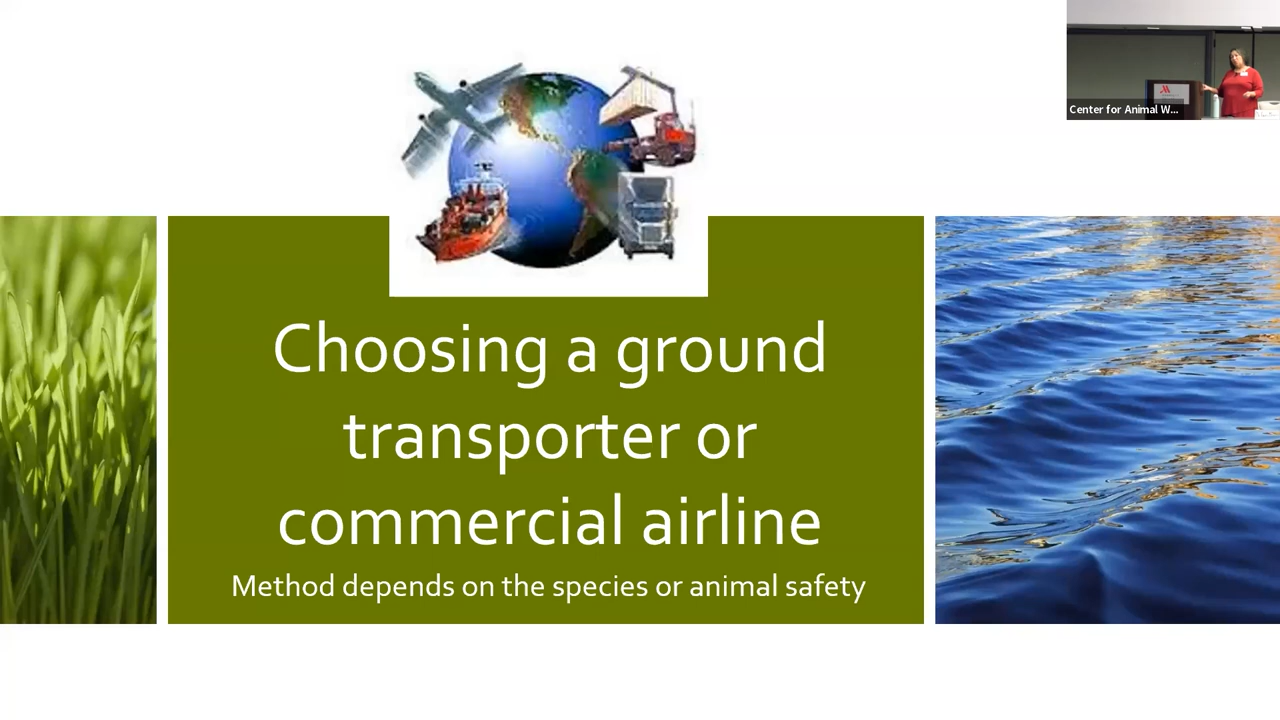 Center for Animal W...
Choosing a ground
transporter or
commercial airline
Method depends on the species or animal safety